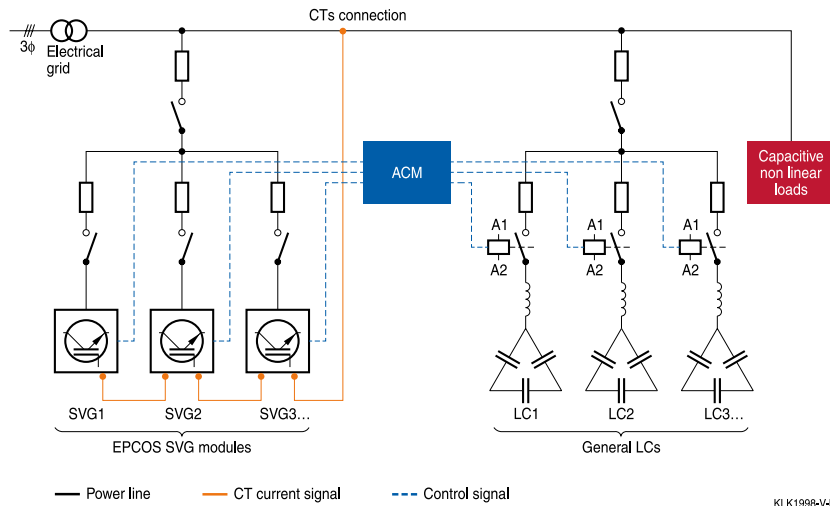 CTs connection
3ϕ
Electrical
grid
ACM
Capacitive
non linear
loads
A1
A1
A1
A2
A2
A2
SVG1
SVG2
SVG3...
LC1
LC2
LC3...
EPCOS SVG modules
General LCs
Power line
CT current signal
Control signal